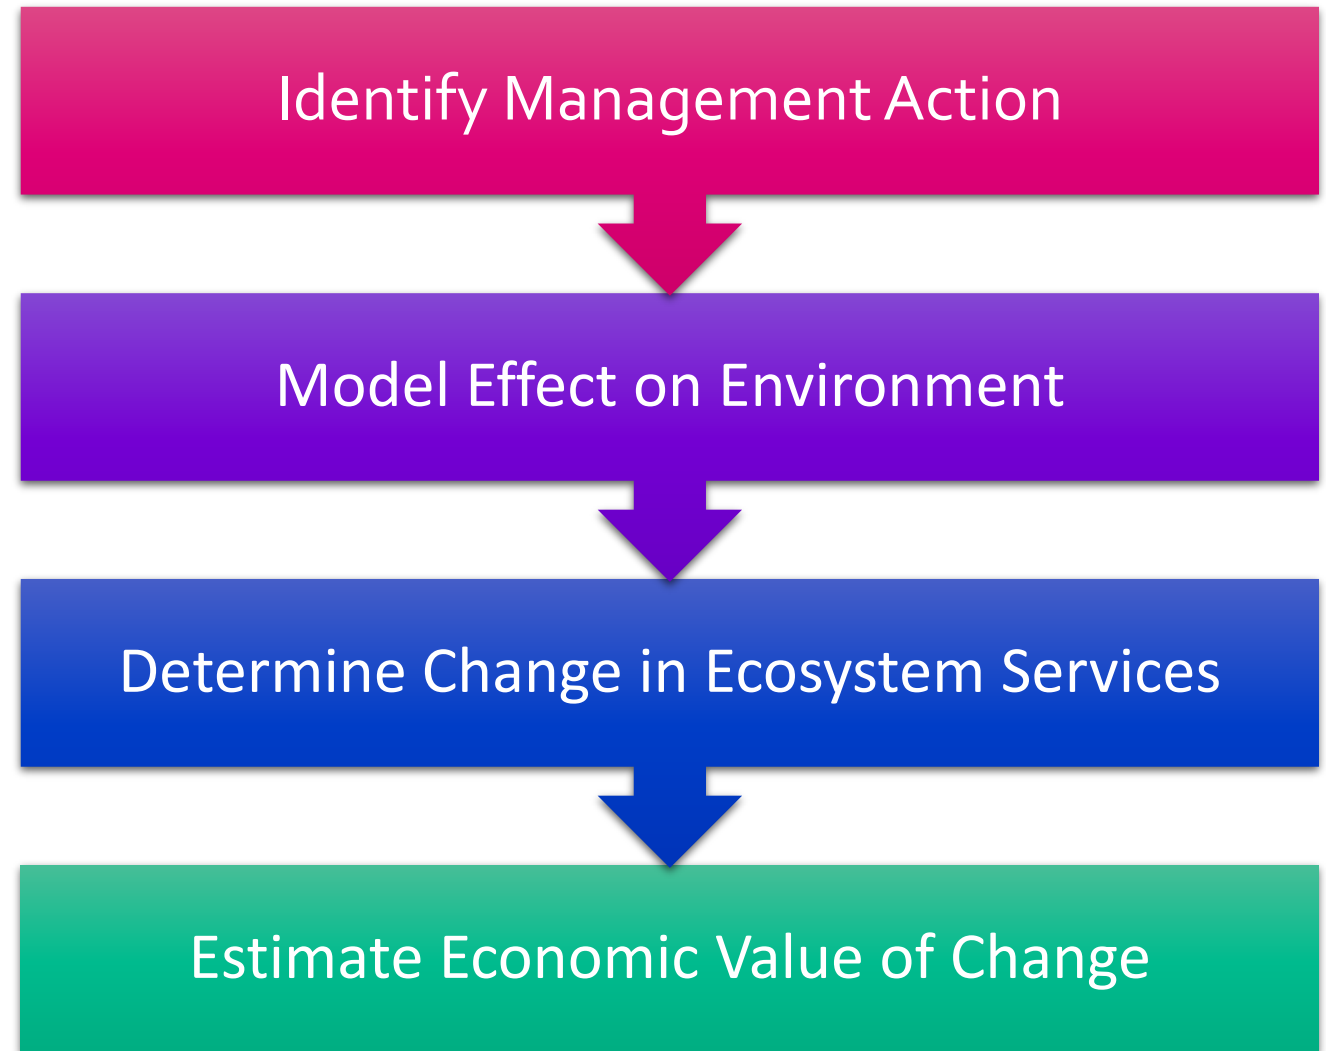 Identify Management Action
Model Effect on Environment
Determine Change in Ecosystem Services
Estimate Economic Value of Change